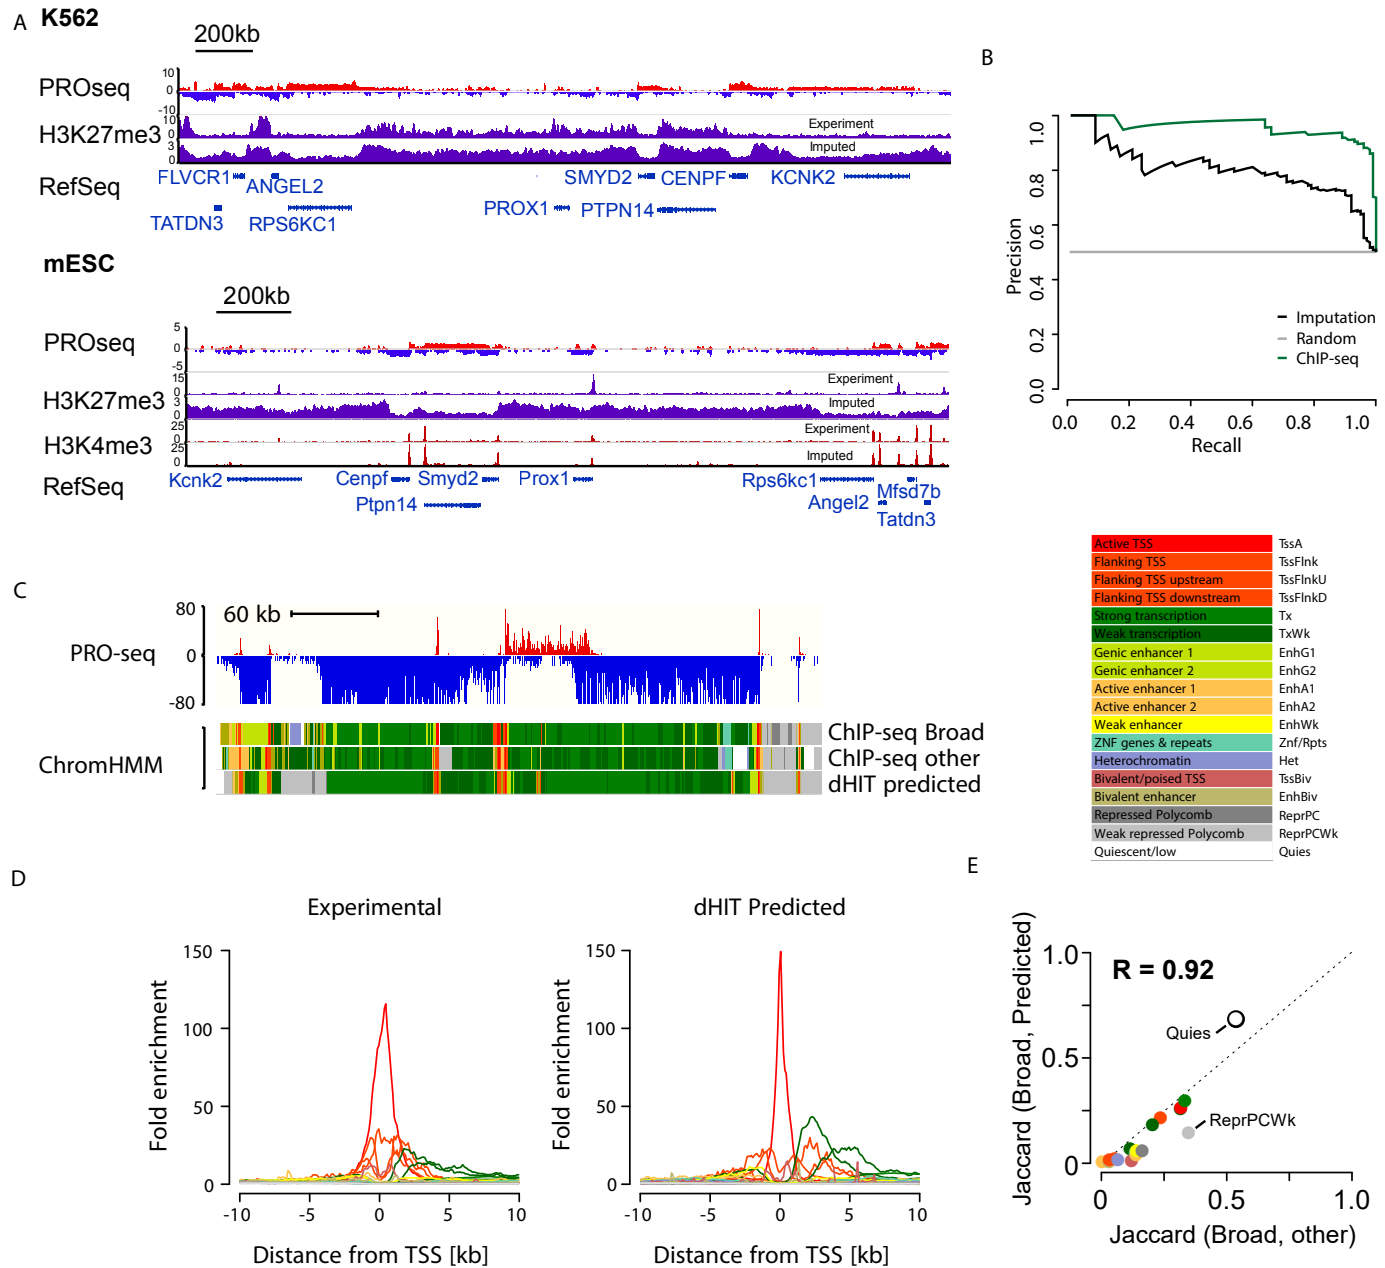 A K562
200kb
PROseq
10
0
-10
H3K27me3
10
0
Experiment
3
0
Imputed
RefSeq
FLVCR1
ANGEL2
SMYD2
CENPF
KCNK2
TATDN3
RPS6KC1
PROX1
PTPN14
mESC
200kb
PROseq
5
0
-5
H3K27me3
15
0
Experiment
3
0
Imputed
H3K4me3
25
0
Experiment
25
0
Imputed
RefSeq
Kcnk2
Cenpf
Smyd2
Prox1
Rps6kc1
Mfsd7b
Ptpn14
Angel2
Tatdn3
B
Precision
1.0
0.8
0.6
0.4
0.2
0.0
Imputation
Random
ChIP-seq
0.0
0.2
0.4
0.6
0.8
1.0
Recall
Active TSS TssA
Flanking TSS TssFlnk
Flanking TSS upstream TssFlnkU
Flanking TSS downstream TssFlnkD
Strong transcription Tx
Weak transcription TxWk
Genic enhancer 1 EnhG1
Genic enhancer 2 EnhG2
Active enhancer 1 EnhA1
Active enhancer 2 EnhA2
Weak enhancer EnhWk
ZNF genes & repeats Znf/Rpts
Heterochromatin Het
Bivalent/poised TSS TssBiv
Bivalent enhancer EnhBiv
Repressed Polycomb ReprPC
Weak repressed Polycomb ReprPCWk
Quiescent/low Quies
C
PRO-seq
80
0
-80
60 kb
ChromHMM
ChIP-seq Broad
ChIP-seq other
dHIT predicted
D
Experimental
Fold enrichment
150
100
50
0
-10
-5
0
5
10
Distance from TSS [kb]
dHIT Predicted
Fold enrichment
150
100
50
0
-10
-5
0
5
10
Distance from TSS [kb]
E
Jaccard (Broad, Predicted)
1.0
0.5
0
R = 0.92
Quies
ReprPCWk
0
0.5
1.0
Jaccard (Broad, other)